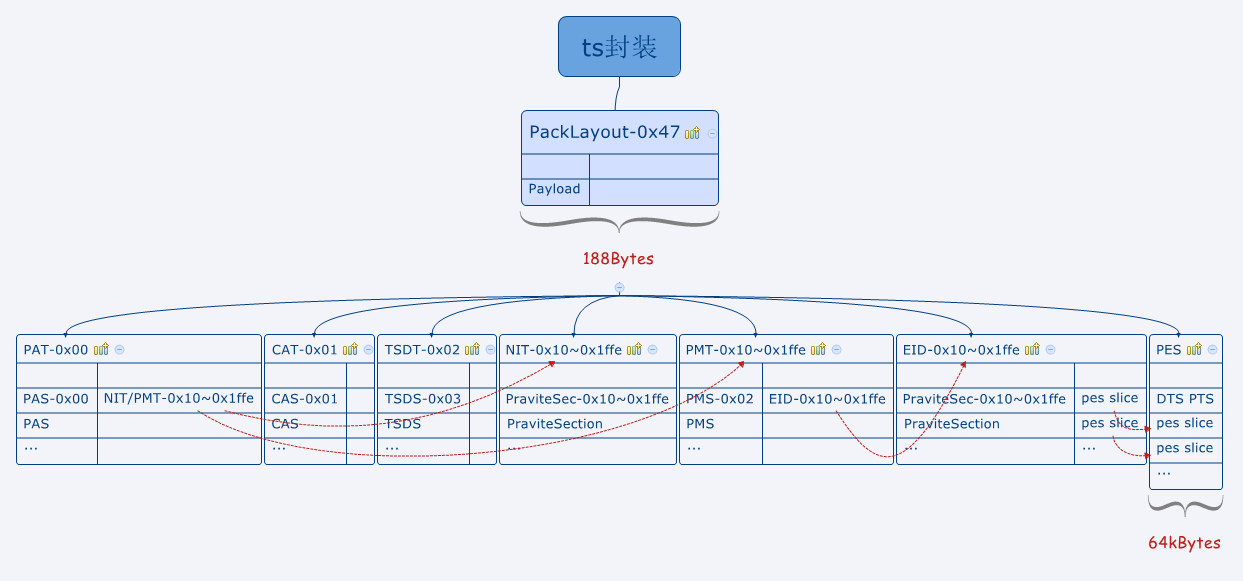 ts封装
PackLayout-0x47
Payload
188Bytes
PAT-0x00
PAS-0x00 NIT/PMT-0x10~0x1ffe
PAS
...
CAT-0x01
CAS-0x01
CAS
...
TSDT-0x02
TSDS-0x03
TSDS
...
NIT-0x10~0x1ffe
PraviteSec-0x10~0x1ffe
PraviteSection
...
PMT-0x10~0x1ffe
PMS-0x02 EID-0x10~0x1ffe
PMS
...
EID-0x10~0x1ffe
PraviteSec-0x10~0x1ffe pes slice
PraviteSection pes slice
... ...
PES
DTS PTS
pes slice
pes slice
...
64kBytes